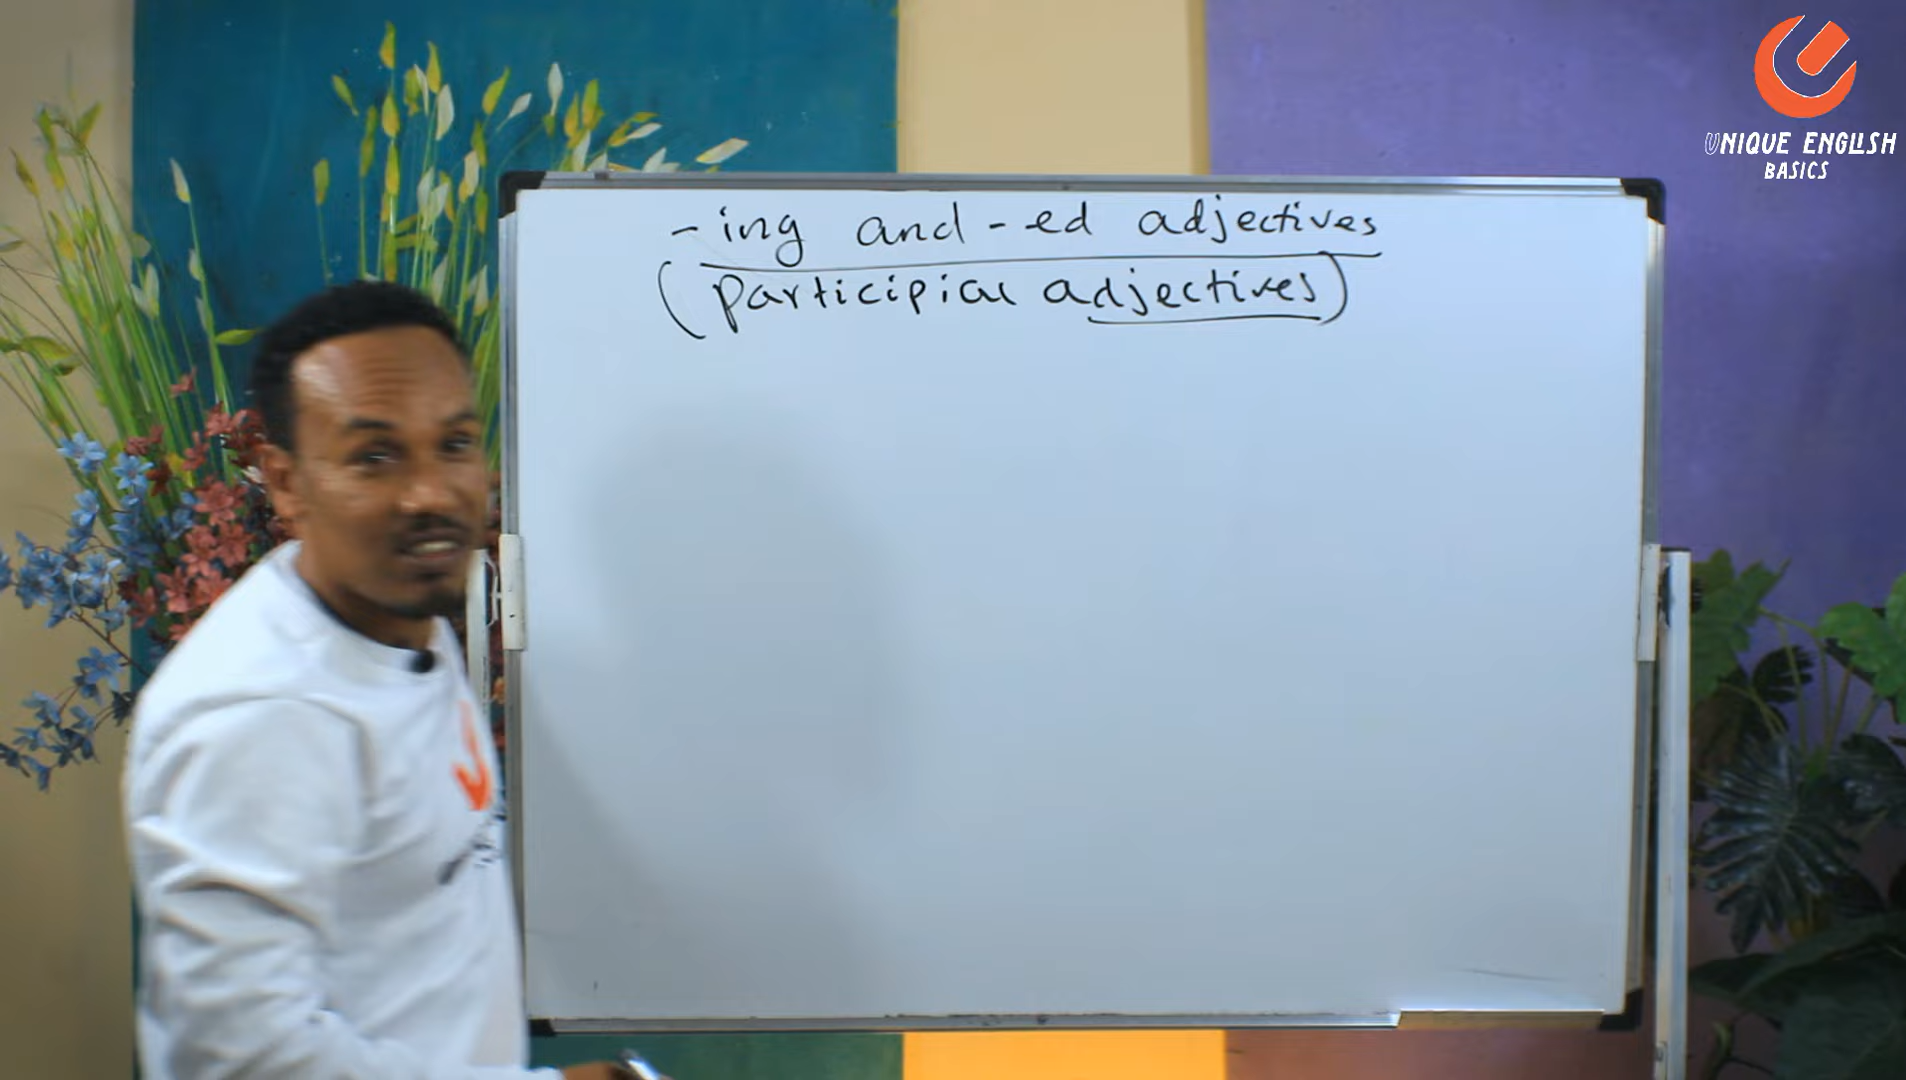 -ing and -ed adjectives
(participial adjectives)
UNIQUE ENGLISH
BASICS